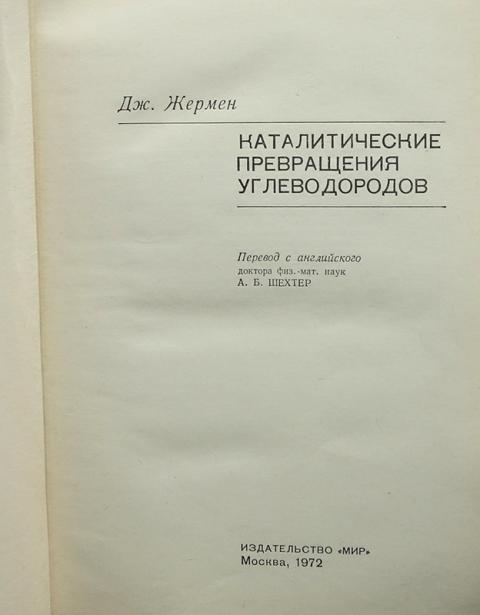 Дж. Жермен
КАТАЛИТИЧЕСКИЕ
ПРЕВРАЩЕНИЯ
УГЛЕВОДОРОДОВ
Перевод с английского
доктора физ.-мат. наук
А. Б. ШЕХТЕР
ИЗДАТЕЛЬСТВО «МИР»
Москва, 1972